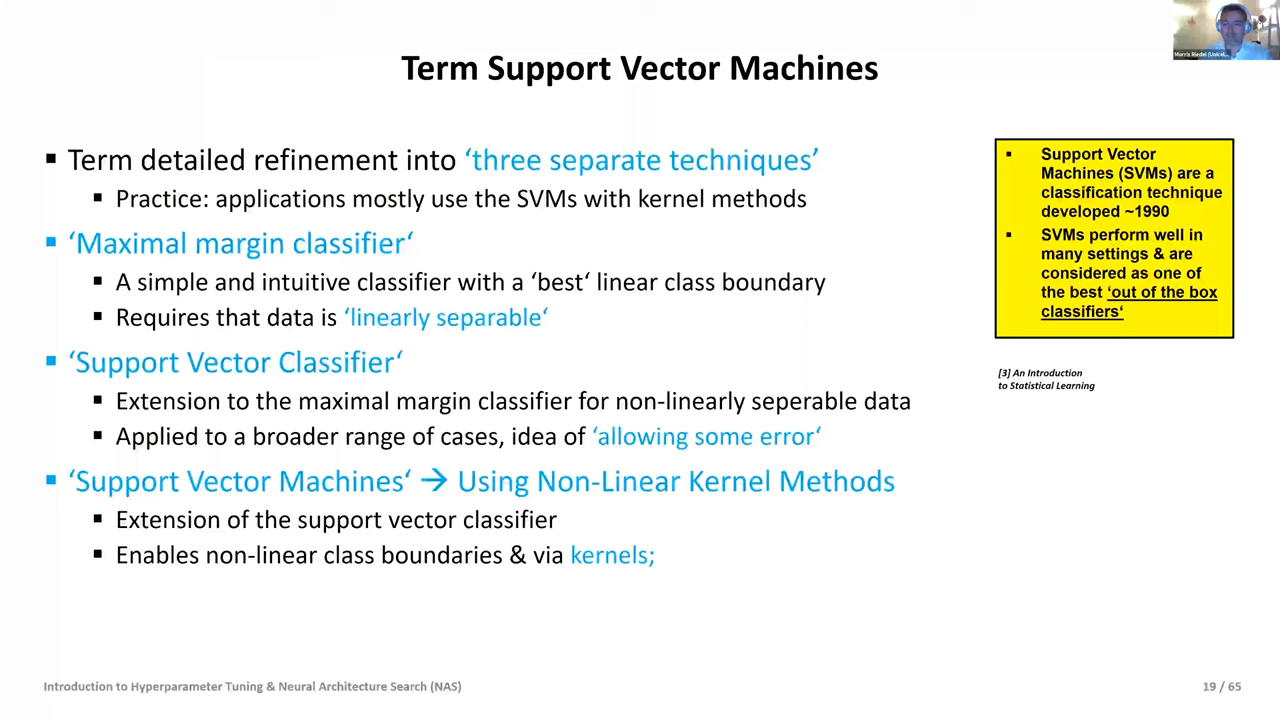 Morris Riedel (Unicel...
Term Support Vector Machines
▪ Term detailed refinement into ‘three separate techniques’
▪ Practice: applications mostly use the SVMs with kernel methods
▪ ‘Maximal margin classifier‘
▪ A simple and intuitive classifier with a ‘best‘ linear class boundary
▪ Requires that data is ‘linearly separable‘
▪ ‘Support Vector Classifier‘
▪ Extension to the maximal margin classifier for non-linearly seperable data
▪ Applied to a broader range of cases, idea of ‘allowing some error‘
▪ ‘Support Vector Machines‘ → Using Non-Linear Kernel Methods
▪ Extension of the support vector classifier
▪ Enables non-linear class boundaries & via kernels;
▪ Support Vector
Machines (SVMs) are a
classification technique
developed ~1990
▪ SVMs perform well in
many settings & are
considered as one of
the best ‘out of the box
classifiers‘
[3] An Introduction
to Statistical Learning
Introduction to Hyperparameter Tuning & Neural Architecture Search (NAS)
19 / 65